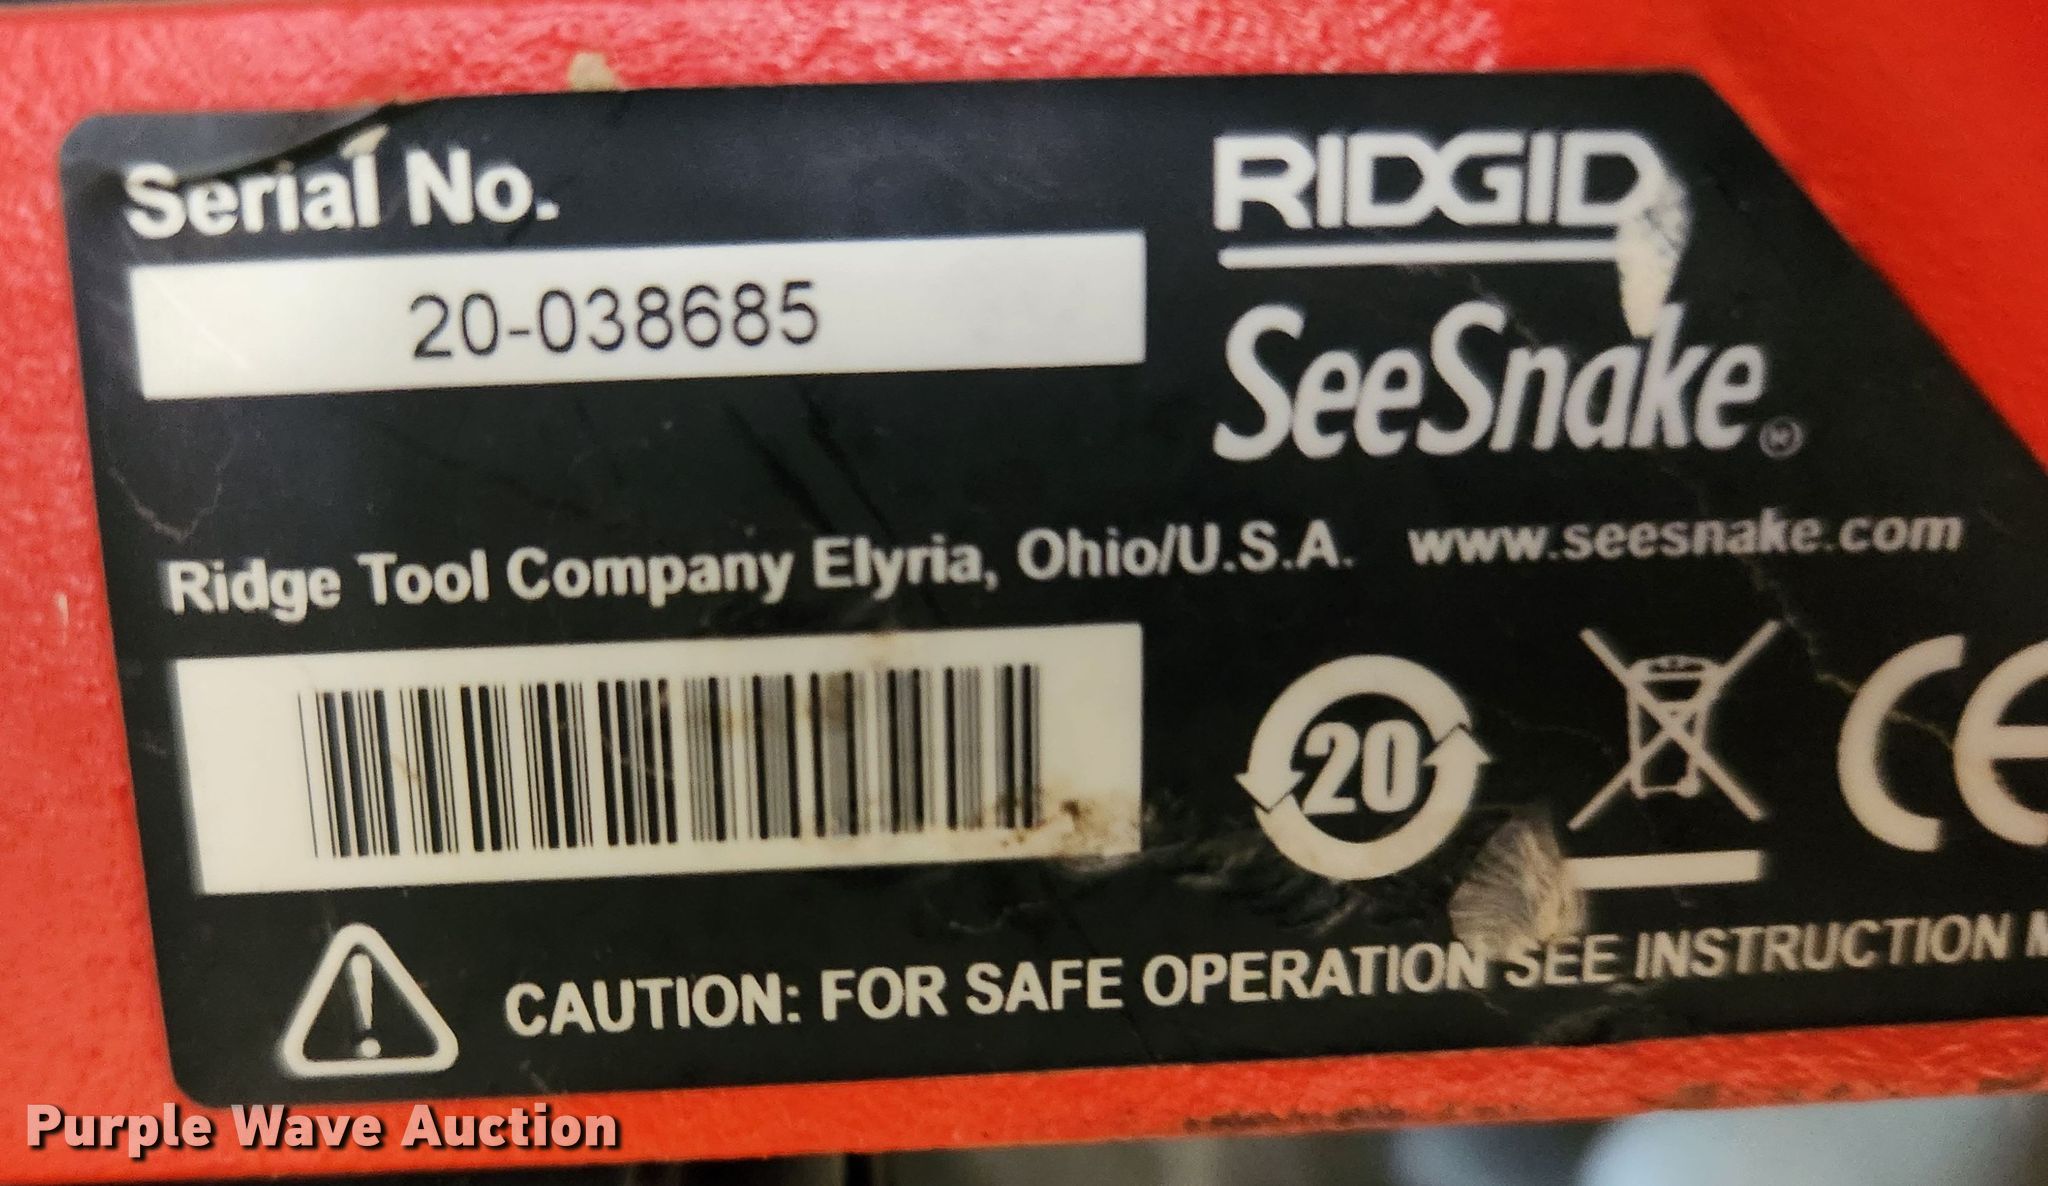 Serial No.
20-038685
RIDGID
SeeSnake®
Ridge Tool Company Elyria, Ohio/U.S.A. www.seesnake.com
20
CE
CAUTION: FOR SAFE OPERATION SEE INSTRUCTION
Purple Wave Auction